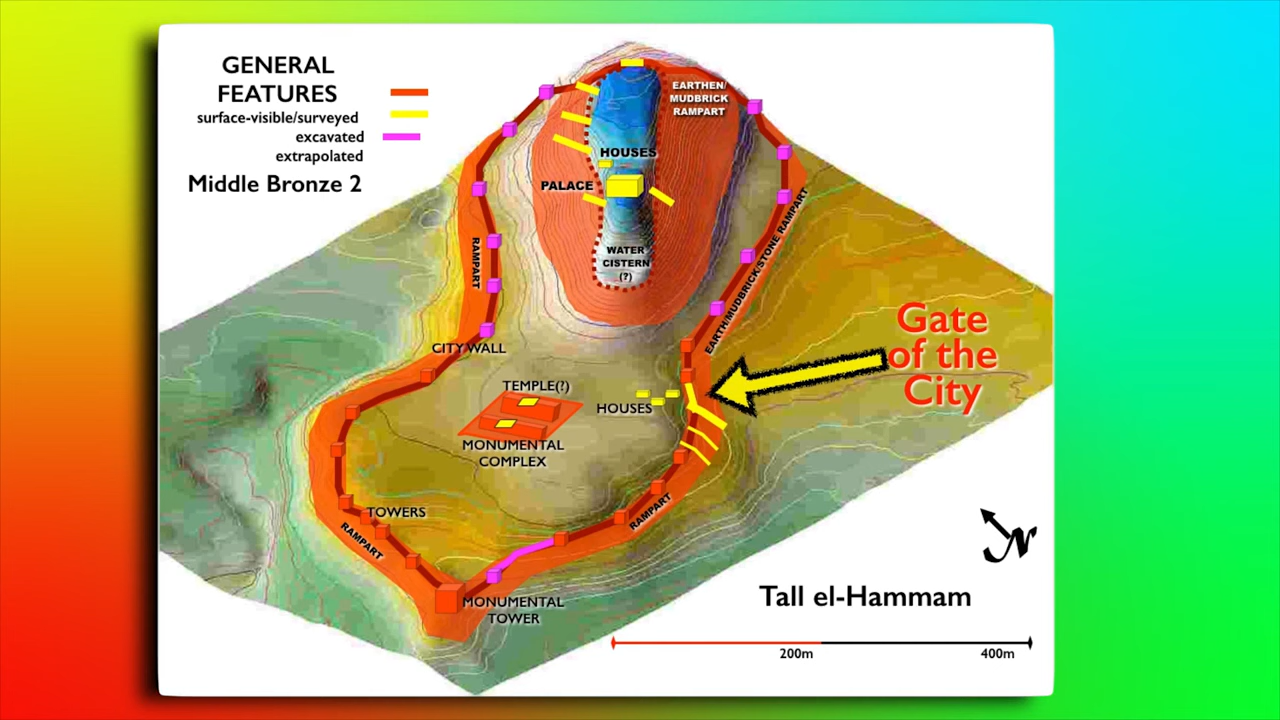 GENERAL
FEATURES
surface-visible/surveyed
excavated
extrapolated
Middle Bronze 2
EARTHEN/
MUDBRICK
RAMPART
HOUSES
PALACE
WATER
CISTERN
(?)
RAMPART
EARTH/MUDBRICK/STONE RAMPART
CITY WALL
Gate
of the
City
TEMPLE(?)
HOUSES
MONUMENTAL
COMPLEX
TOWERS
RAMPART
RAMPART
MONUMENTAL
TOWER
N
Tall el-Hammam
200m
400m